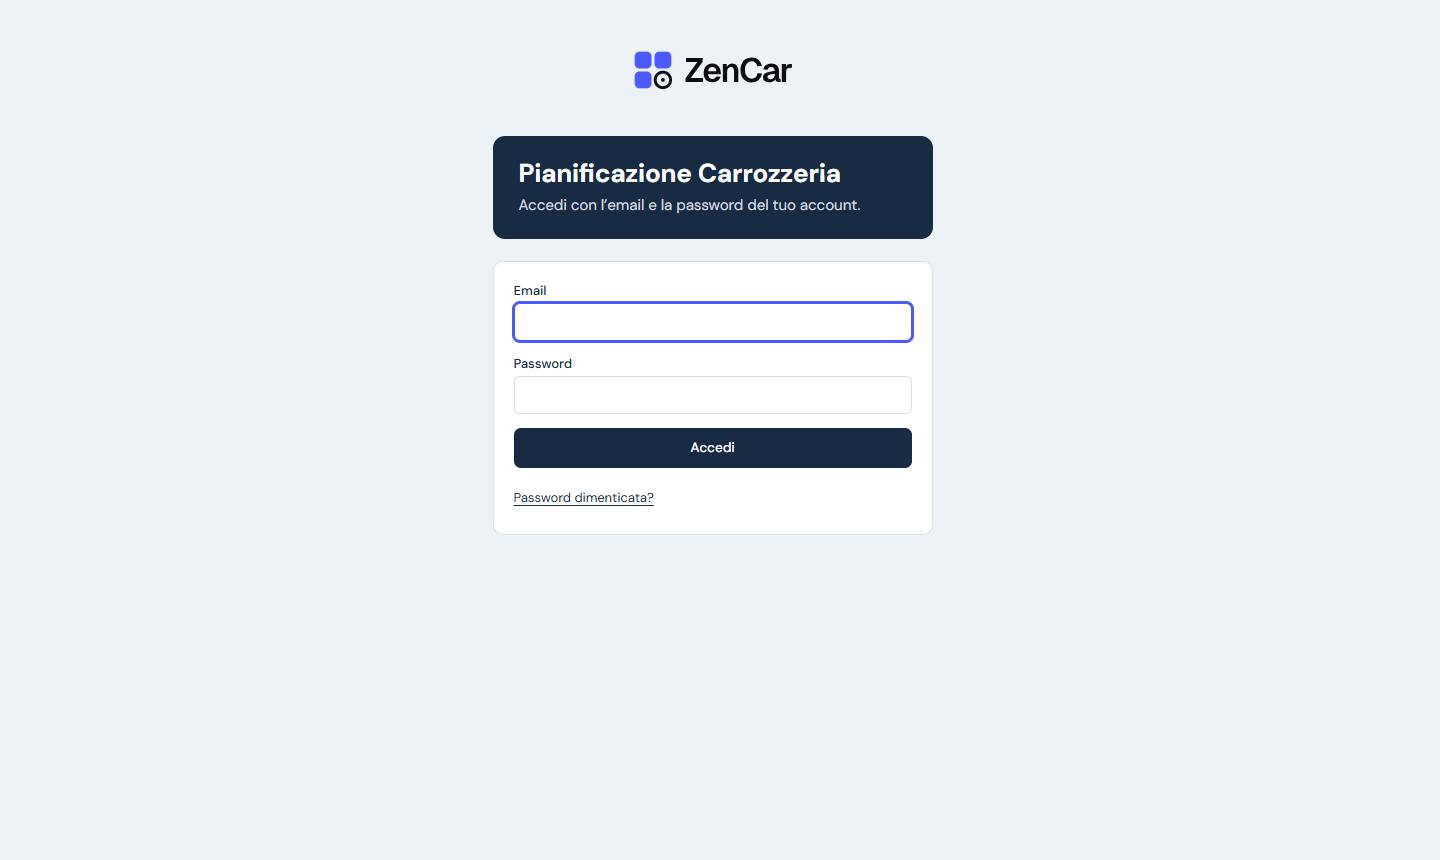 ZenCar
Pianificazione Carrozzeria
Accedi con l’email e la password del tuo account.
Email
Password
Accedi
Password dimenticata?